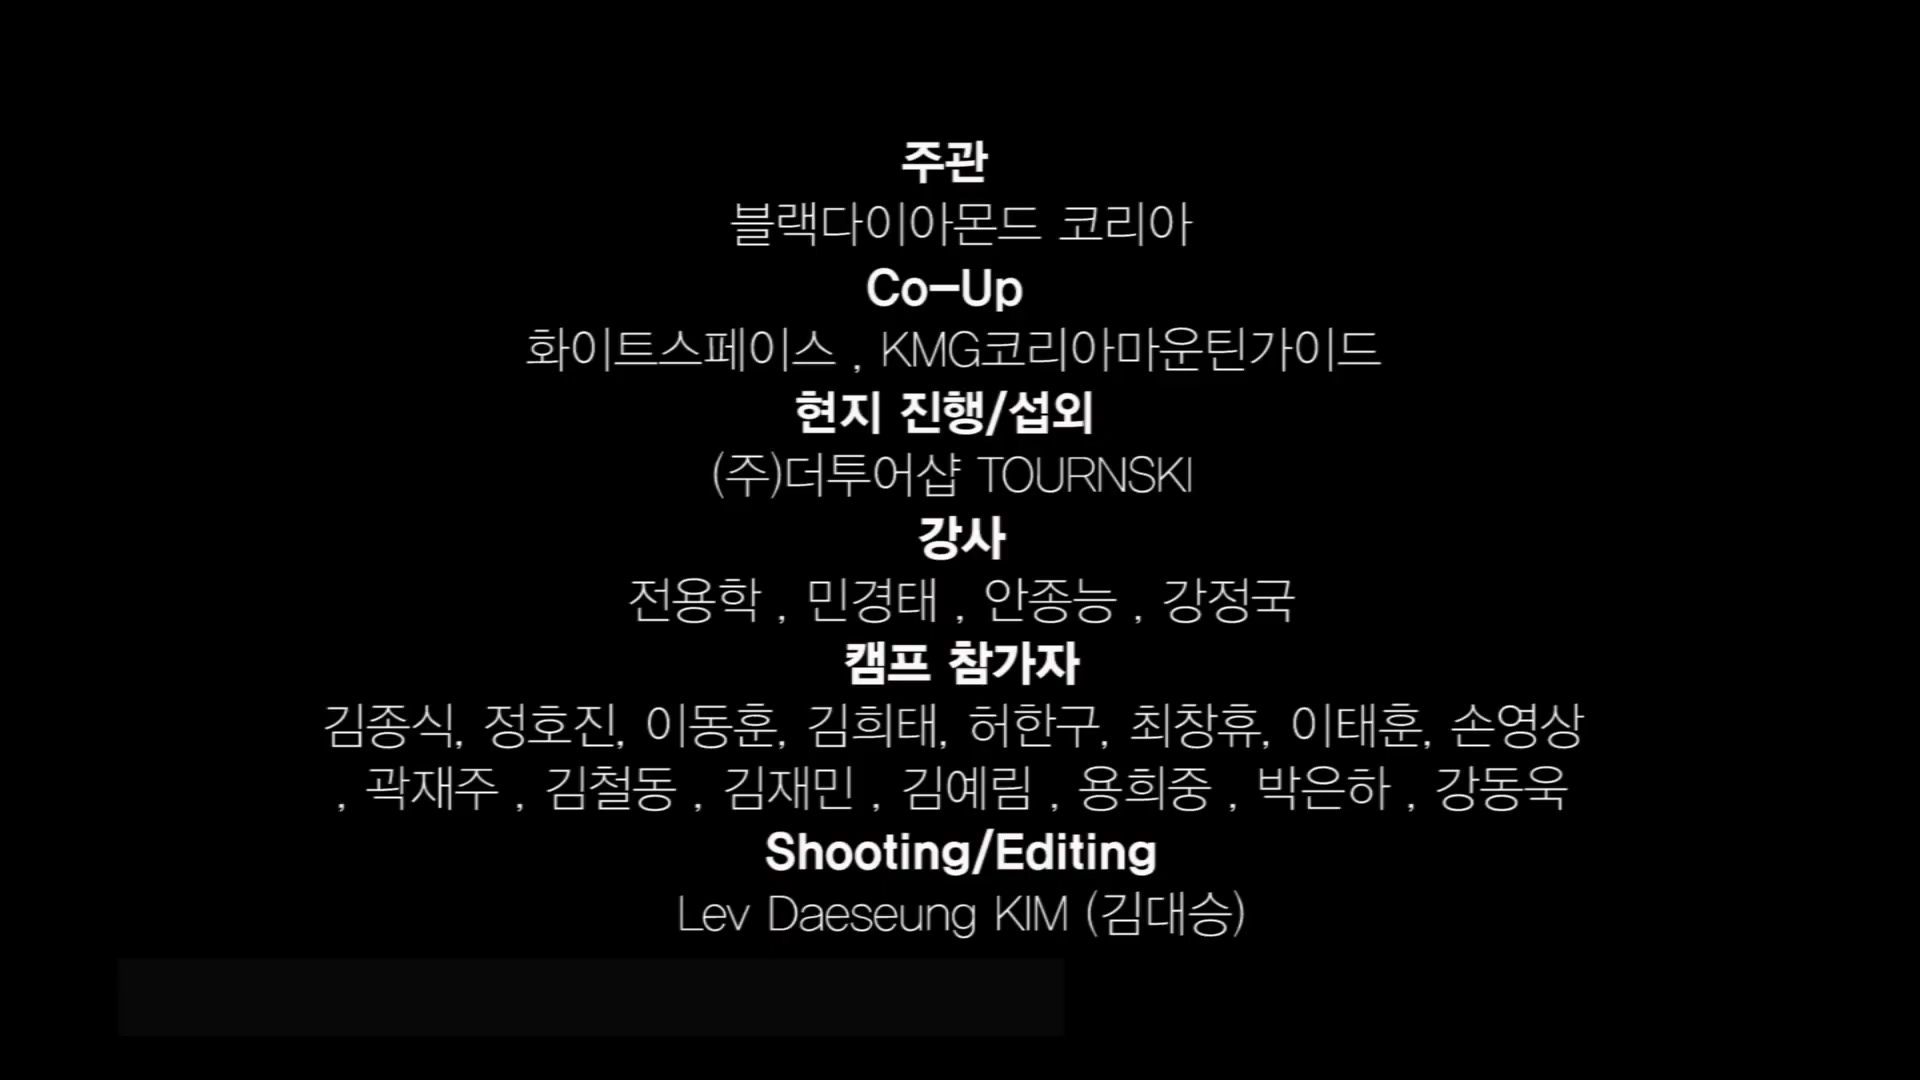 주관
블랙다이아몬드 코리아
Co-Up
화이트스페이스 , KMG코리아마운틴가이드
현지 진행/섭외
(주)더투어샵 TOURNSKI
강사
전용학 , 민경태 , 안종능 , 강정국
캠프 참가자
김종식, 정호진, 이동훈, 김희태, 허한구, 최창휴, 이태훈, 손영상
, 곽재주 , 김철동 , 김재민 , 김예림 , 용희중 , 박은하 , 강동욱
Shooting/Editing
Lev Daeseung KIM (김대승)